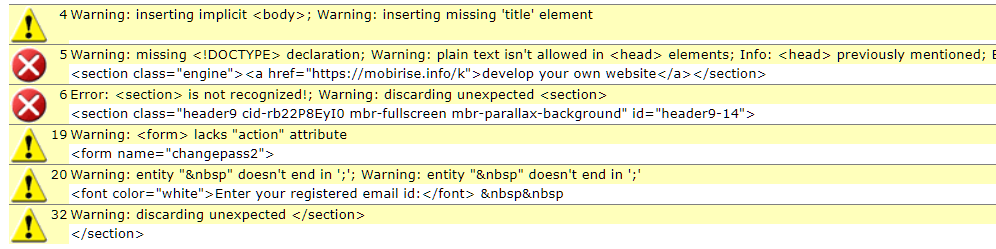 4 Warning: inserting implicit <body>; Warning: inserting missing 'title' element
5 Warning: missing <!DOCTYPE> declaration; Warning: plain text isn't allowed in <head> elements; Info: <head> previously mentioned;
<section class="engine"><a href="https://mobirise.info/k">develop your own website</a></section>
6 Error: <section> is not recognized!; Warning: discarding unexpected <section>
<section class="header9 cid-rb22P8EyI0 mbr-fullscreen mbr-parallax-background" id="header9-14">
19 Warning: <form> lacks "action" attribute
<form name="changepass2">
20 Warning: entity "&nbsp" doesn't end in ';'; Warning: entity "&nbsp" doesn't end in ';'
<font color="white">Enter your registered email id:</font> &nbsp&nbsp
32 Warning: discarding unexpected </section>
</section>